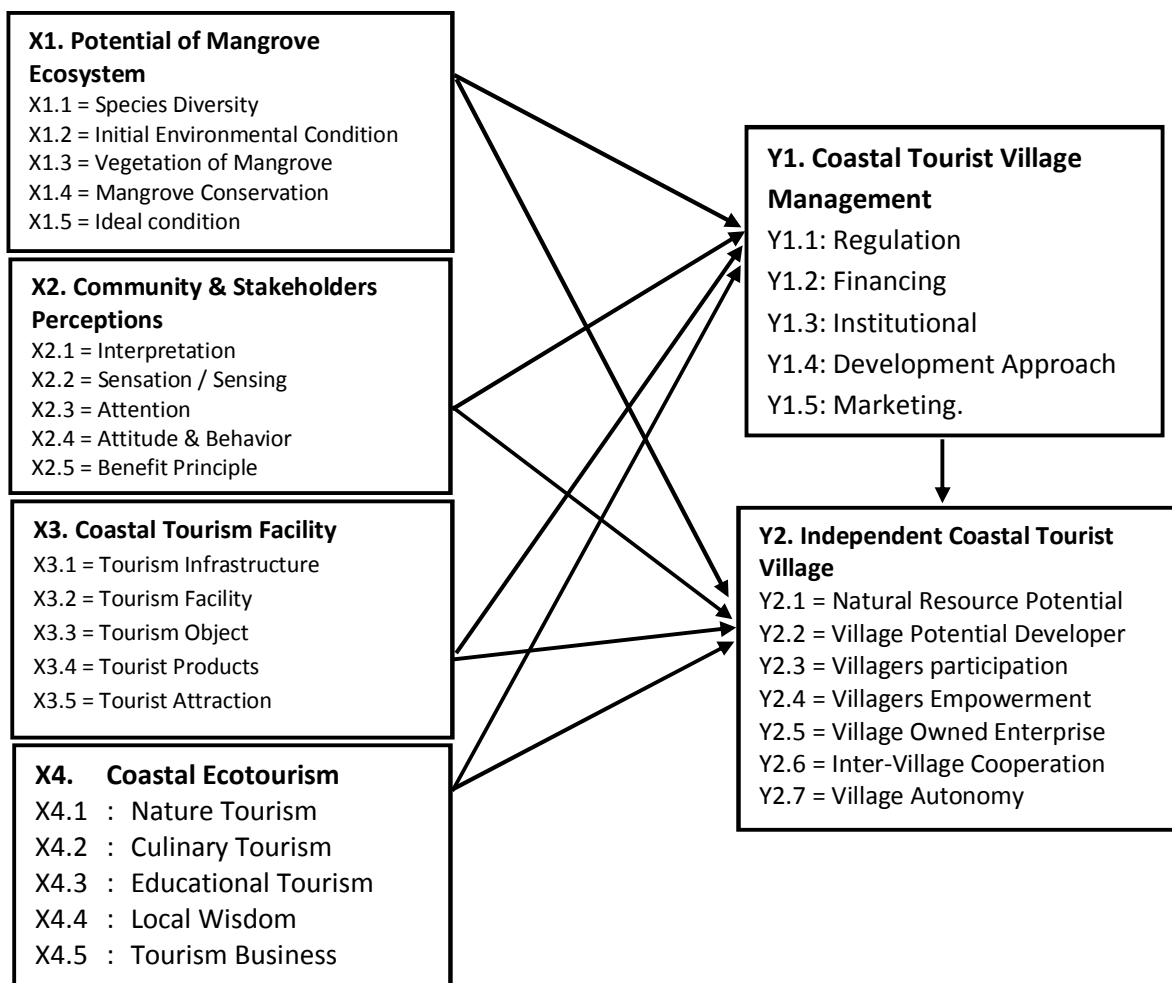 X1. Potential of Mangrove
Ecosystem
X1.1 = Species Diversity
X1.2 = Initial Environmental Condition
X1.3 = Vegetation of Mangrove
X1.4 = Mangrove Conservation
X1.5 = Ideal condition
X2. Community & Stakeholders
Perceptions
X2.1 = Interpretation
X2.2 = Sensation / Sensing
X2.3 = Attention
X2.4 = Attitude & Behavior
X2.5 = Benefit Principle
X3. Coastal Tourism Facility
X3.1 = Tourism Infrastructure
X3.2 = Tourism Facility
X3.3 = Tourism Object
X3.4 = Tourist Products
X3.5 = Tourist Attraction
X4. Coastal Ecotourism
X4.1 : Nature Tourism
X4.2 : Culinary Tourism
X4.3 : Educational Tourism
X4.4 : Local Wisdom
X4.5 : Tourism Business
Y1. Coastal Tourist Village
Management
Y1.1: Regulation
Y1.2: Financing
Y1.3: Institutional
Y1.4: Development Approach
Y1.5: Marketing.
Y2. Independent Coastal Tourist
Village
Y2.1 = Natural Resource Potential
Y2.2 = Village Potential Developer
Y2.3 = Villagers participation
Y2.4 = Villagers Empowerment
Y2.5 = Village Owned Enterprise
Y2.6 = Inter-Village Cooperation
Y2.7 = Village Autonomy